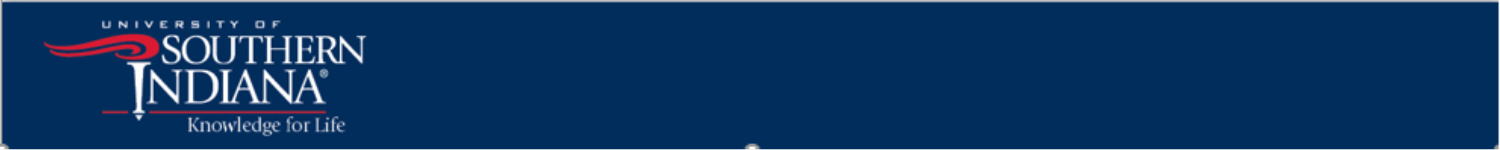 UNIVERSITY OF
SOUTHERN
INDIANA®
Knowledge for Life